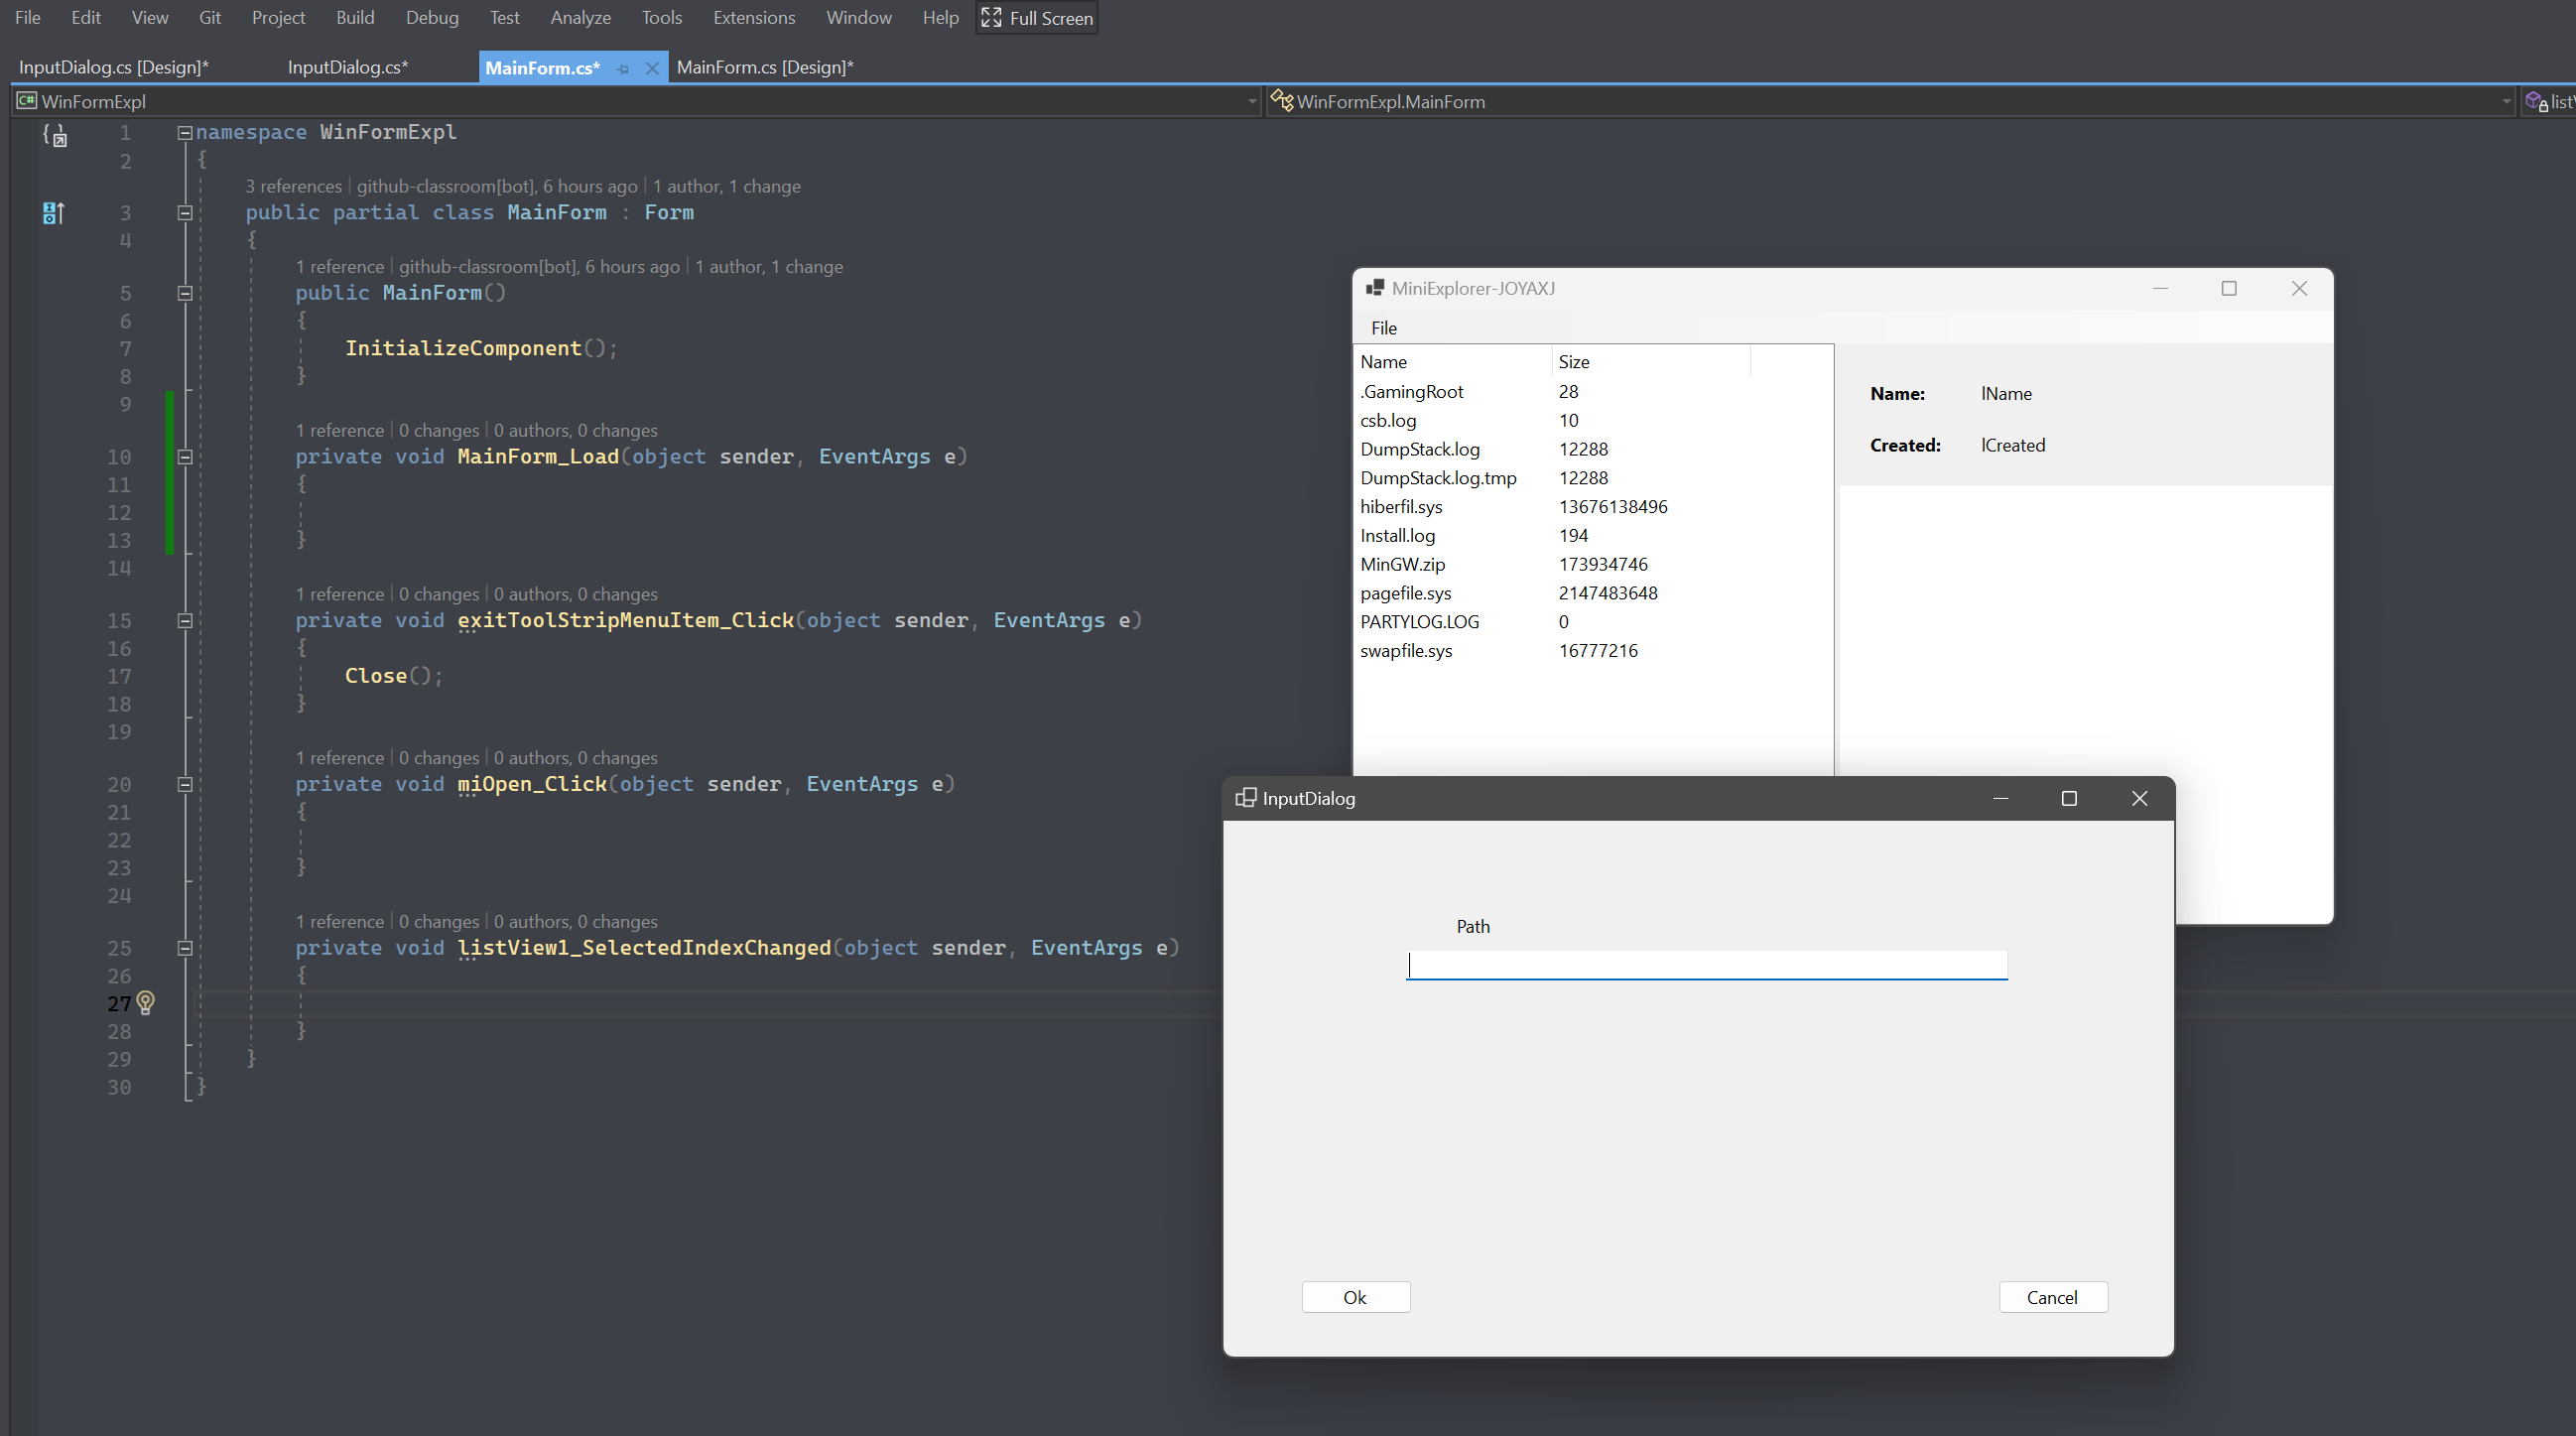 File Edit View Git Project Build Debug Test Analyze Tools Extensions Window Help Full Screen
InputDialog.cs [Design]* InputDialog.cs* MainForm.cs* MainForm.cs [Design]*
C# WinFormExpl WinFormExpl.MainForm
1 namespace WinFormExpl
2 {
3 references | github-classroom[bot], 6 hours ago | 1 author, 1 change
3 public partial class MainForm : Form
4 {
1 reference | github-classroom[bot], 6 hours ago | 1 author, 1 change
5 public MainForm()
6 {
7 InitializeComponent();
8 }
9
1 reference | 0 changes | 0 authors, 0 changes
10 private void MainForm_Load(object sender, EventArgs e)
11 {
12
13 }
14
1 reference | 0 changes | 0 authors, 0 changes
15 private void exitToolStripMenuItem_Click(object sender, EventArgs e)
16 {
17 Close();
18 }
19
1 reference | 0 changes | 0 authors, 0 changes
20 private void miOpen_Click(object sender, EventArgs e)
21 {
22
23 }
24
1 reference | 0 changes | 0 authors, 0 changes
25 private void listView1_SelectedIndexChanged(object sender, EventArgs e)
26 {
27
28 }
29 }
30 }
MiniExplorer-JOYAXJ
File
Name Size
.GamingRoot 28
csb.log 10
DumpStack.log 12288
DumpStack.log.tmp 12288
hiberfil.sys 13676138496
Install.log 194
MinGW.zip 173934746
pagefile.sys 2147483648
PARTYLOG.LOG 0
swapfile.sys 16777216
Name: lName
Created: lCreated
InputDialog
Path
Ok Cancel